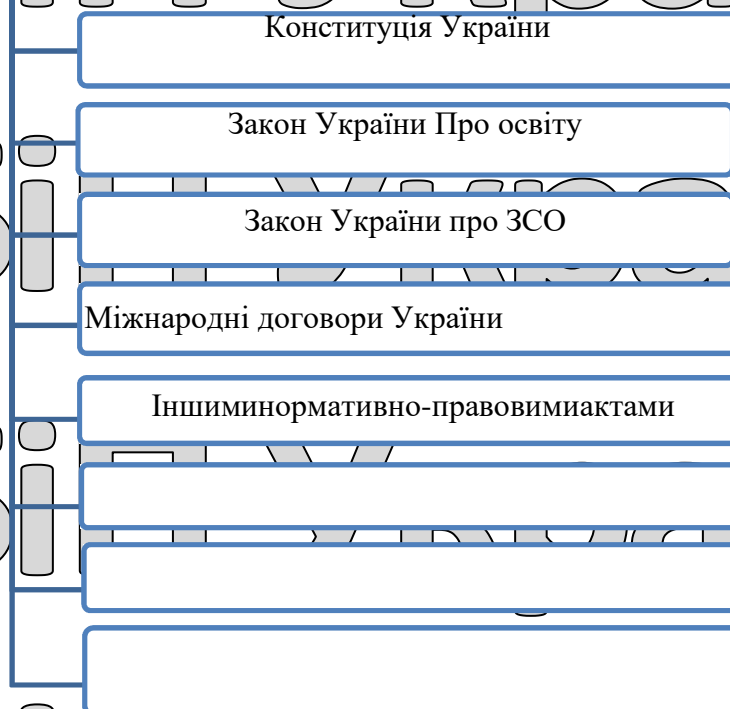 Конституція України
Закон України Про освіту
Закон України про ЗСО
Міжнародні договори України
Іншиминормативно-правовимиактами